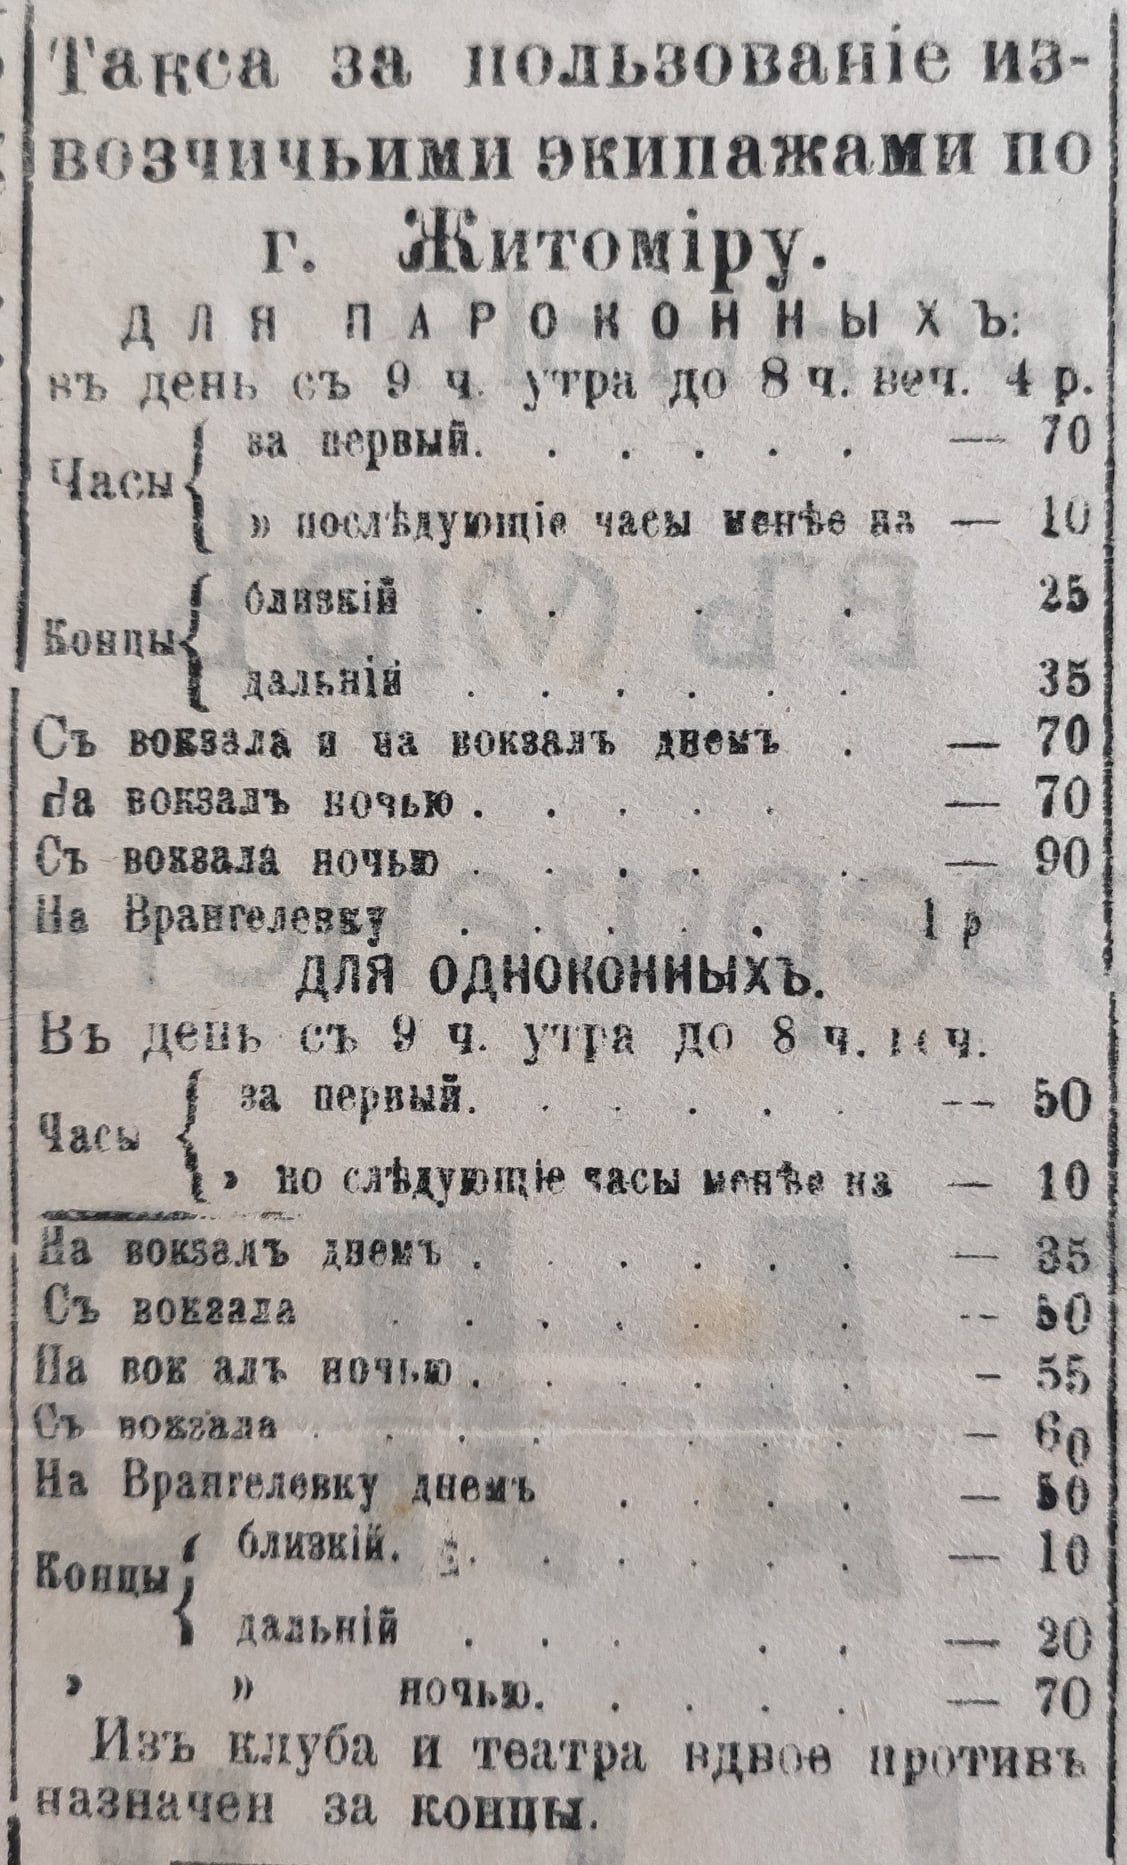 Такса за пользованіе из-
возчичьими экипажами по
г. Житоміру.
ДЛЯ ПАРОКОННЫХЪ:
въ день съ 9 ч. утра до 8 ч. веч. 4 р.
Часы { за первый. . . . . . — 70
» послѣдующіе часы менѣе на — 10
Концы { близкій . . . . 25
дальній . . . . . . 35
Съ вокзала и на вокзалъ днемъ . — 70
На вокзалъ ночью . . . . . — 70
Съ вокзала ночью . . . . . — 90
На Врангелевку . . . . . 1 р
ДЛЯ ОДНОКОННЫХЪ.
Въ день съ 9 ч. утра до 8 ч. веч.
Часы { за первый. . . . . . -- 50
» по слѣдующіе часы менѣе на — 10
На вокзалъ днемъ . . . . . . — 35
Съ вокзала . . . . . . -- 50
На вок алъ ночью . . . . . . – 55
Съ вокзала . . . . . . . — 60
На Врангелевку днемъ . . . . — 50
Концы { близкій. . . . . . . — 10
дальній . . . . . — 20
» » ночью. . . . . — 70
Изъ клуба и театра вдвое противъ
назначен за концы.